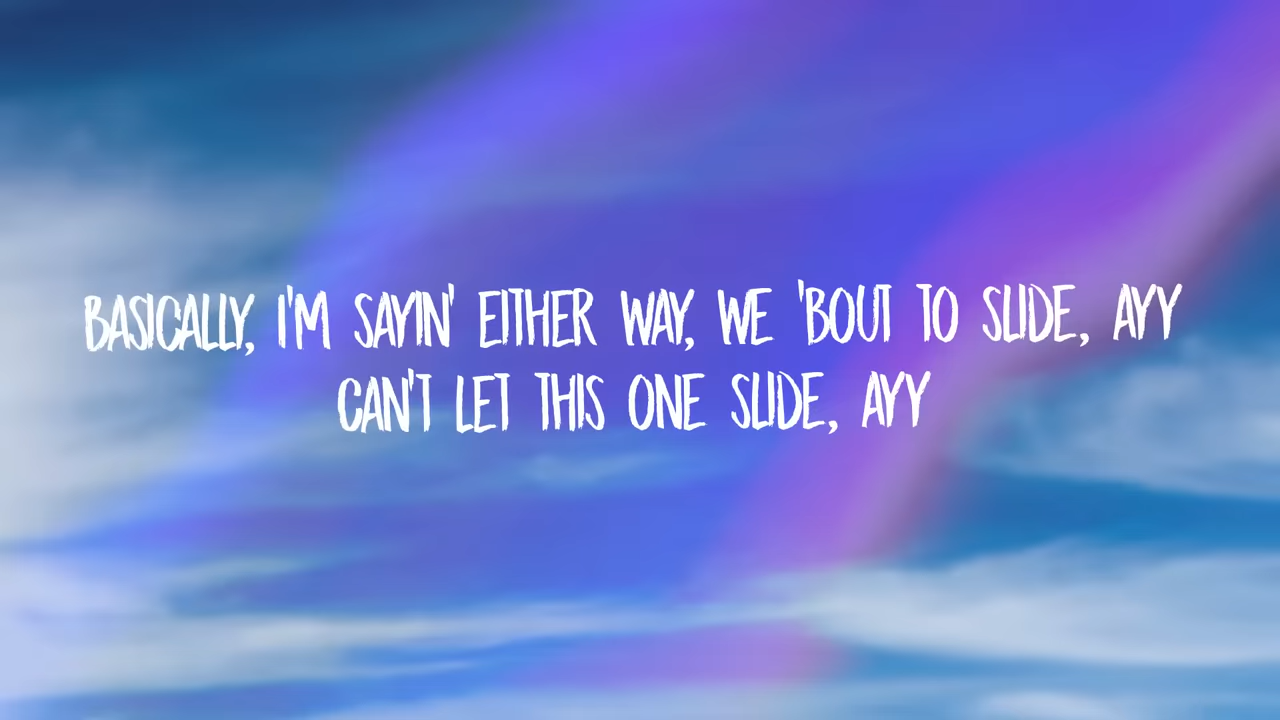 BASICALLY, I'M SAYIN' EITHER WAY, WE 'BOUT TO SLIDE, AYY
CAN'T LET THIS ONE SLIDE, AYY